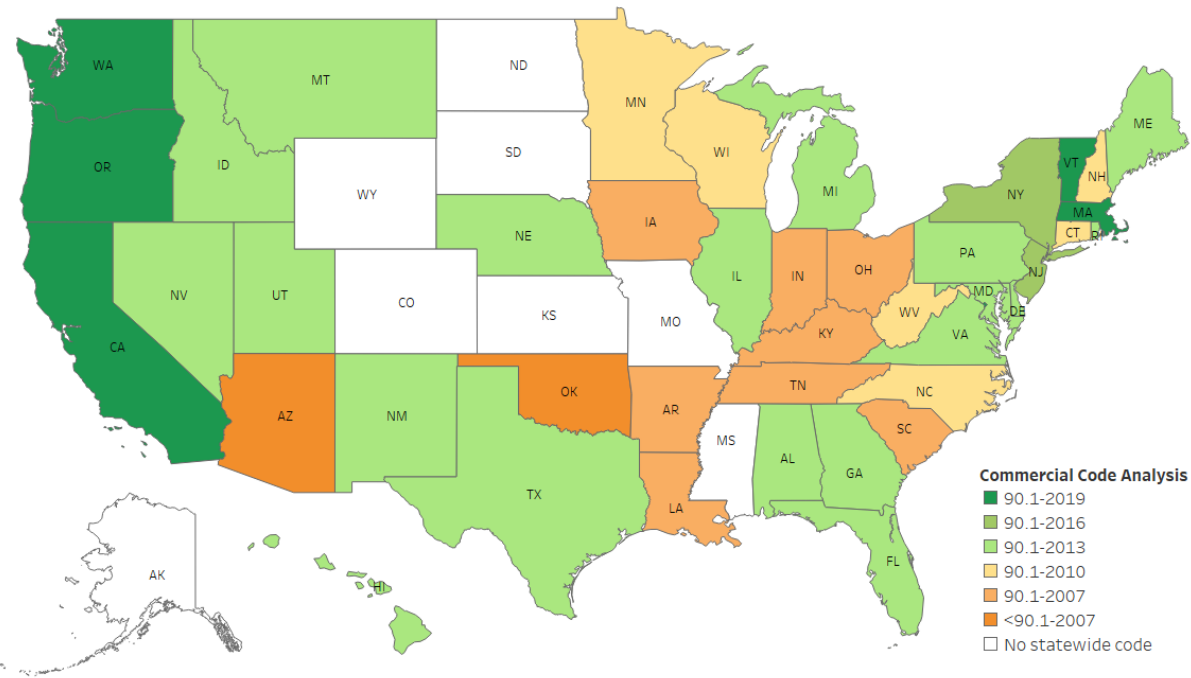 WA
ND
MT
MN
ME
OR
ID
SD
WI
VT
NH
WY
MI
NY
MA
IA
CT
RI
NE
PA
NV
UT
IL
IN
OH
NJ
CO
MD
KS
WV
DE
MO
CA
KY
VA
OK
TN
NC
AZ
NM
AR
SC
MS
AL
GA
TX
LA
FL
AK
HI
Commercial Code Analysis
90.1-2019
90.1-2016
90.1-2013
90.1-2010
90.1-2007
<90.1-2007
No statewide code